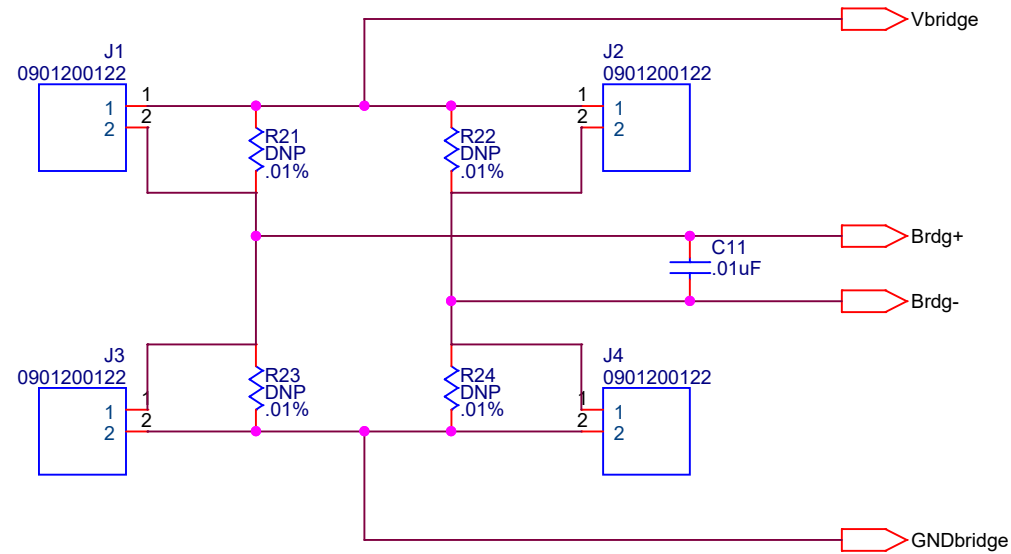 Vbridge
J1
0901200122
1
1
2
2
J2
0901200122
1
1
2
2
R21
DNP
.01%
R22
DNP
.01%
Brdg+
C11
.01uF
Brdg-
J3
0901200122
1
1
2
2
R23
DNP
.01%
R24
DNP
.01%
J4
0901200122
1
1
2
2
GNDbridge